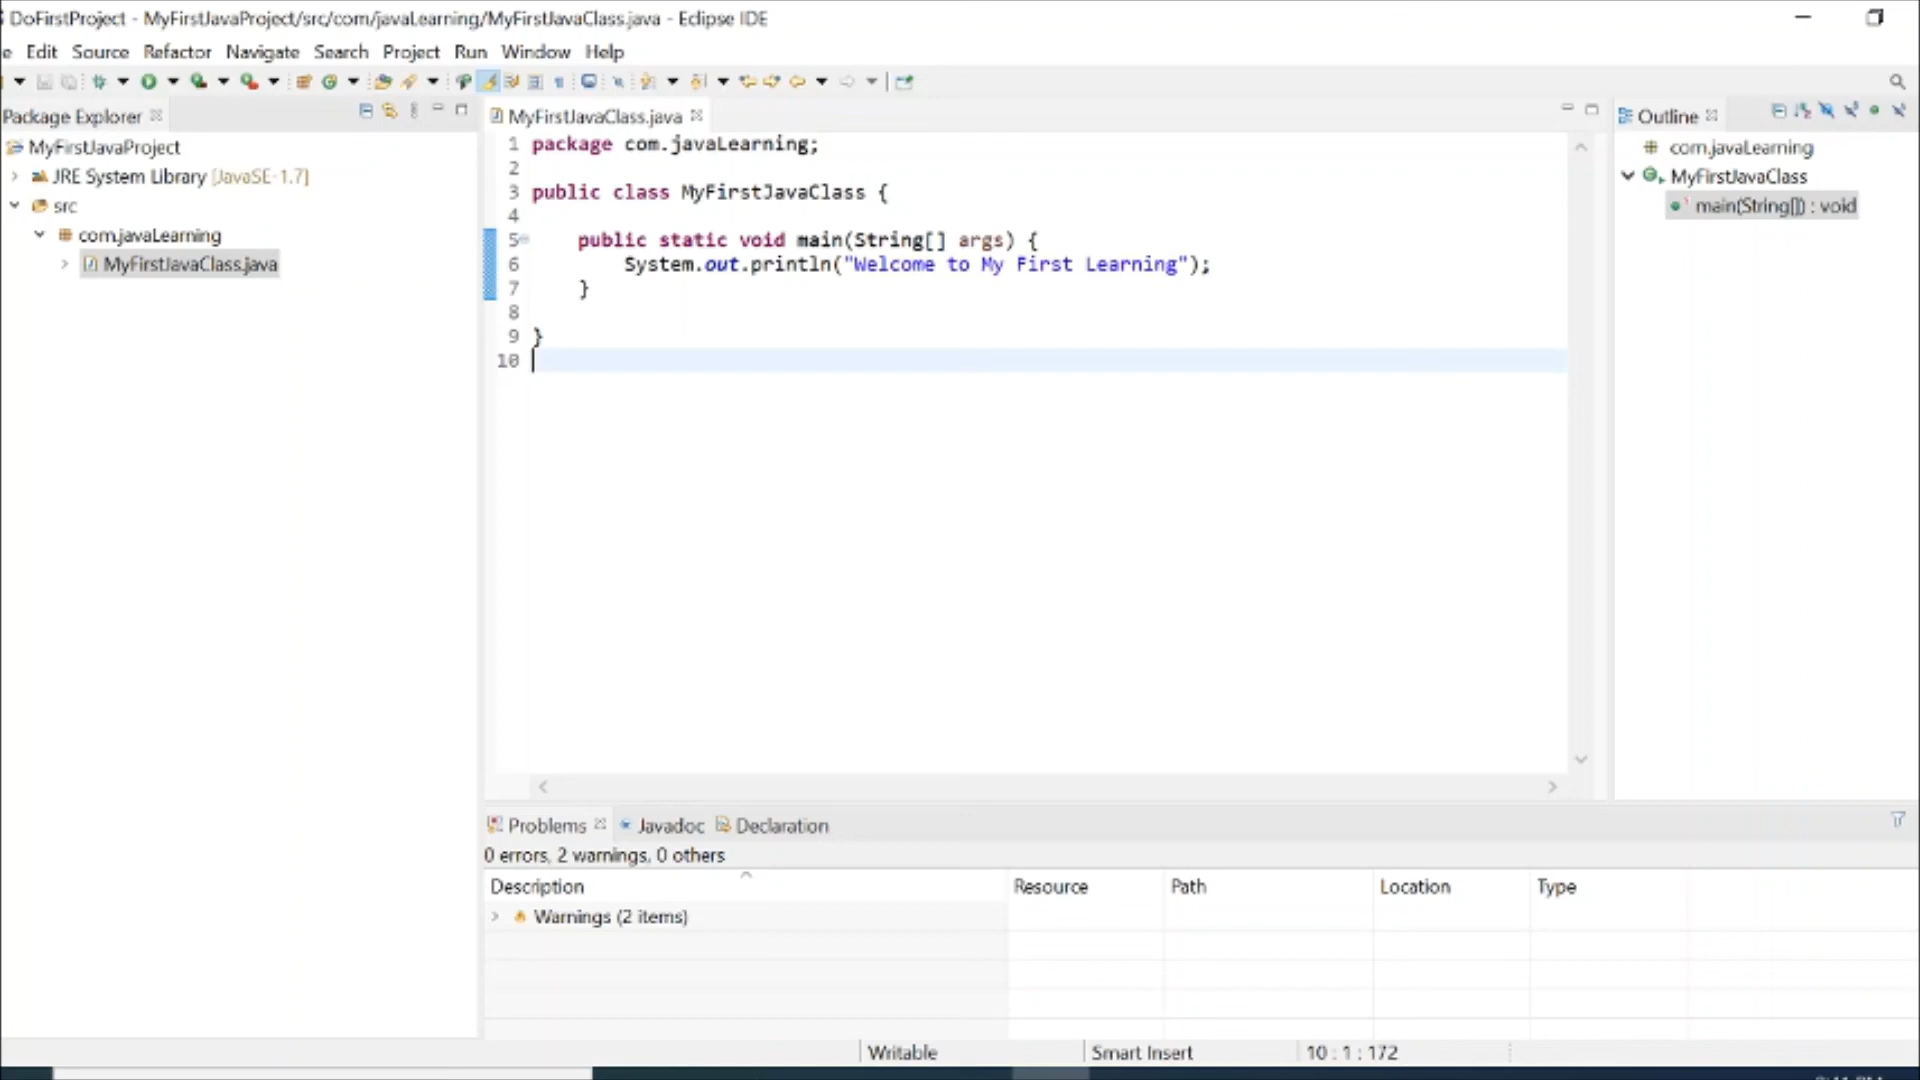 DoFirstProject - MyFirstJavaProject/src/com/javaLearning/MyFirstJavaClass.java - Eclipse IDE
e Edit Source Refactor Navigate Search Project Run Window Help
Package Explorer
MyFirstJavaProject
JRE System Library [JavaSE-1.7]
src
com.javaLearning
MyFirstJavaClass.java
MyFirstJavaClass.java
1 package com.javaLearning;
2
3 public class MyFirstJavaClass {
4
5 public static void main(String[] args) {
6 System.out.println("Welcome to My First Learning");
7 }
8
9 }
10
Outline
com.javaLearning
MyFirstJavaClass
main(String[]) : void
Problems Javadoc Declaration
0 errors, 2 warnings, 0 others
Description Resource Path Location Type
Warnings (2 items)
Writable Smart Insert 10 : 1 : 172